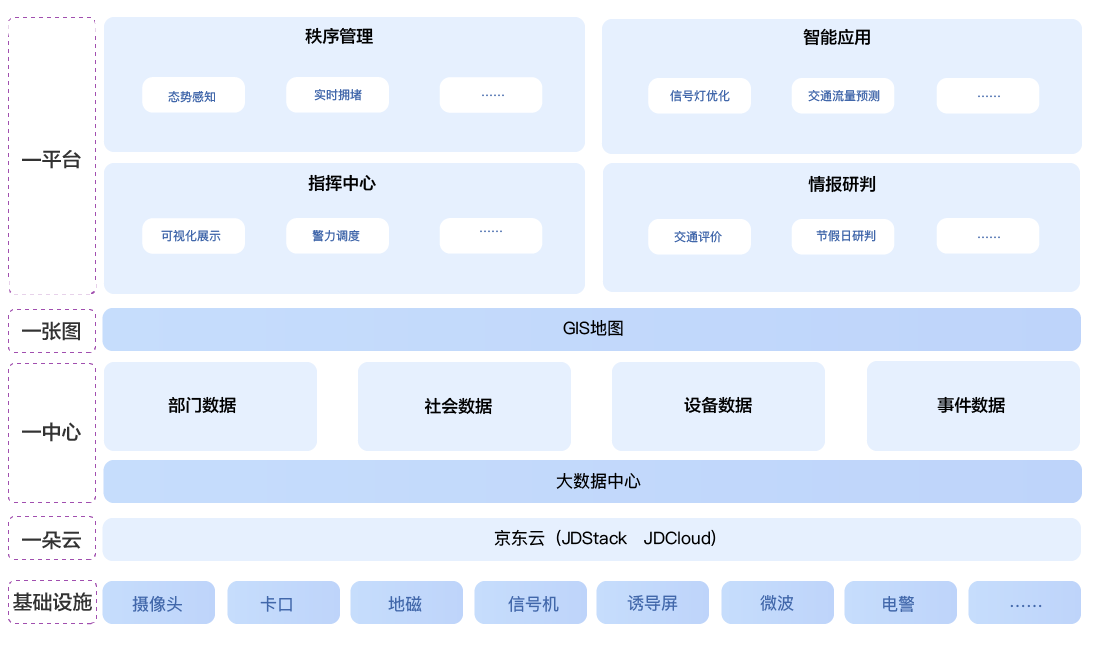 一平台
秩序管理
态势感知
实时拥堵
······
智能应用
信号灯优化
交通流量预测
······
指挥中心
可视化展示
警力调度
······
情报研判
交通评价
节假日研判
······
一张图
GIS地图
一中心
部门数据
社会数据
设备数据
事件数据
大数据中心
一朵云
京东云（JDStack JDCloud）
基础设施
摄像头
卡口
地磁
信号机
诱导屏
微波
电警
······